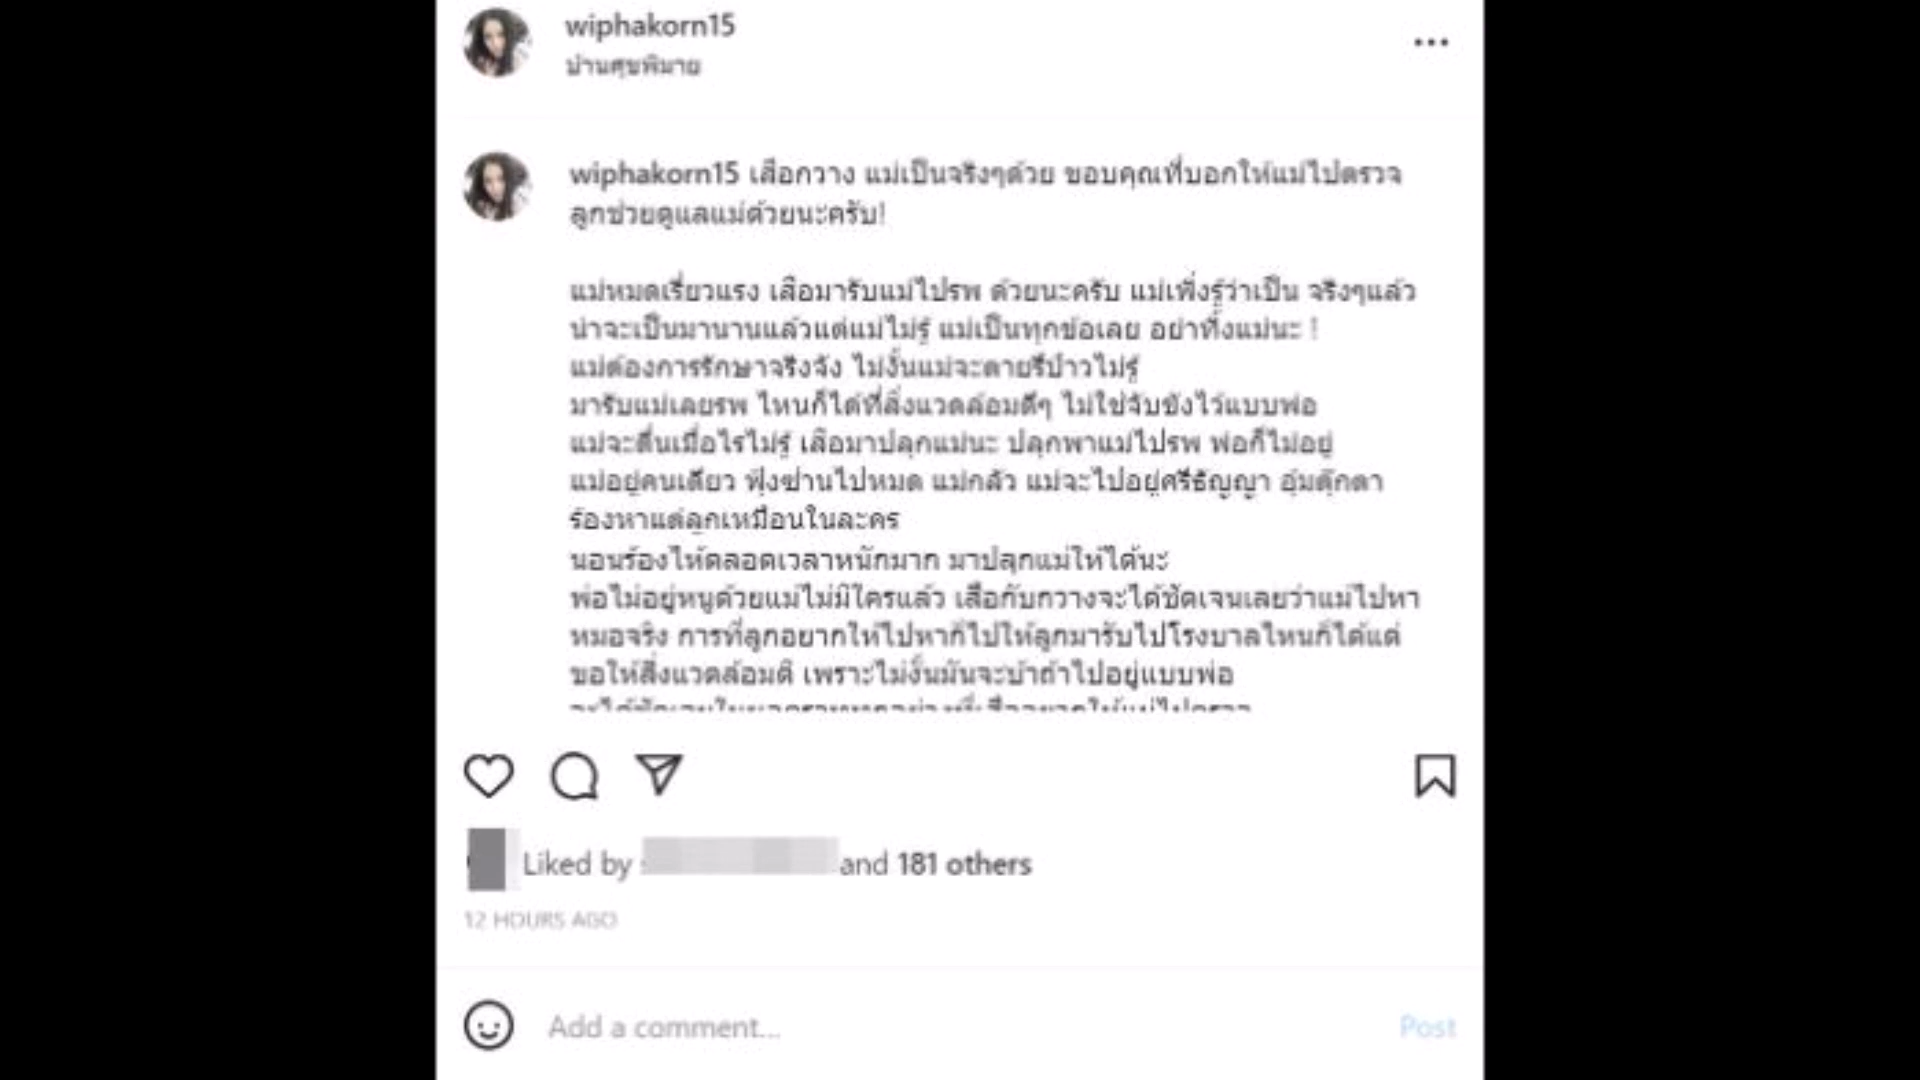 wiphakorn15
บ้านศุขพิมาย
wiphakorn15 เสือกวาง แม่เป็นจริงๆด้วย ขอบคุณที่บอกให้แม่ไปตรวจ
ลูกช่วยดูแลแม่ด้วยนะครับ!
แม่หมดเรี่ยวแรง เสือมารับแม่ไปรพ ด้วยนะครับ แม่เพิ่งรู้ว่าเป็น จริงๆแล้ว
น่าจะเป็นมานานแล้วแต่แม่ไม่รู้ แม่เป็นทุกข้อเลย อย่าทิ้งแม่นะ !
แม่ต้องการรักษาจริงจัง ไม่งั้นแม่จะตายรึป่าวไม่รู้
มารับแม่เลยรพ ไหนก็ได้ที่สิ่งแวดล้อมดีๆ ไม่ใช่จับขังไว้แบบพ่อ
แม่จะตื่นเมื่อไรไม่รู้ เสือมาปลุกแม่นะ ปลุกพาแม่ไปรพ พ่อก็ไม่อยู่
แม่อยู่คนเดียว ฟุ้งซ่านไปหมด แม่กลัว แม่จะไปอยู่ศรีธัญญา อุ้มตุ๊กตา
ร้องหาแต่ลูกเหมือนในละคร
นอนร้องไห้ตลอดเวลาหนักมาก มาปลุกแม่ให้ได้นะ
พ่อไม่อยู่หนูด้วยแม่ไม่มีใครแล้ว เสือกับกวางจะได้ชัดเจนเลยว่าแม่ไปหา
หมอจริง การที่ลูกอยากให้ไปหาก็ไปให้ลูกมารับไปโรงบาลไหนก็ได้แต่
ขอให้สิ่งแวดล้อมดี เพราะไม่งั้นมันจะบ้าถ้าไปอยู่แบบพ่อ
Liked by and 181 others
12 HOURS AGO
Add a comment...
Post